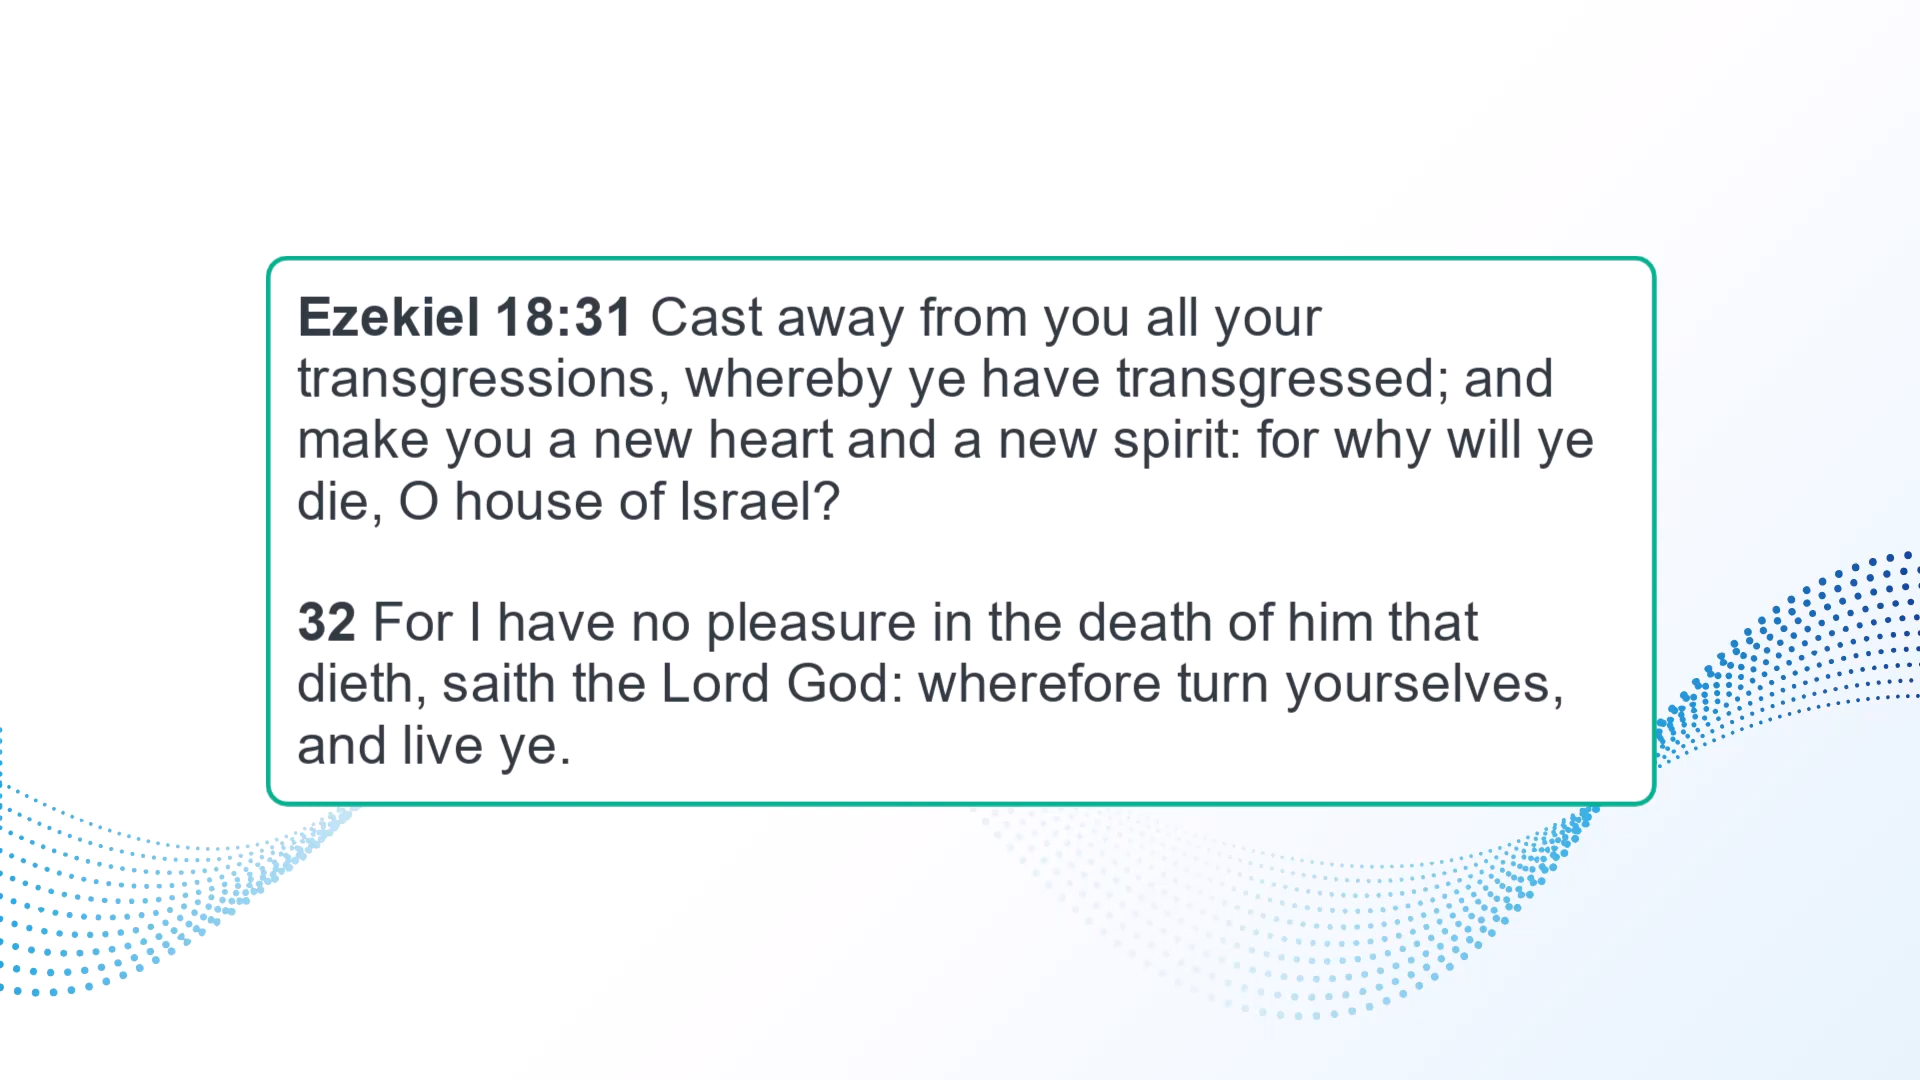 Ezekiel 18:31 Cast away from you all your
transgressions, whereby ye have transgressed; and
make you a new heart and a new spirit: for why will ye
die, O house of Israel?
32 For I have no pleasure in the death of him that
dieth, saith the Lord God: wherefore turn yourselves,
and live ye.